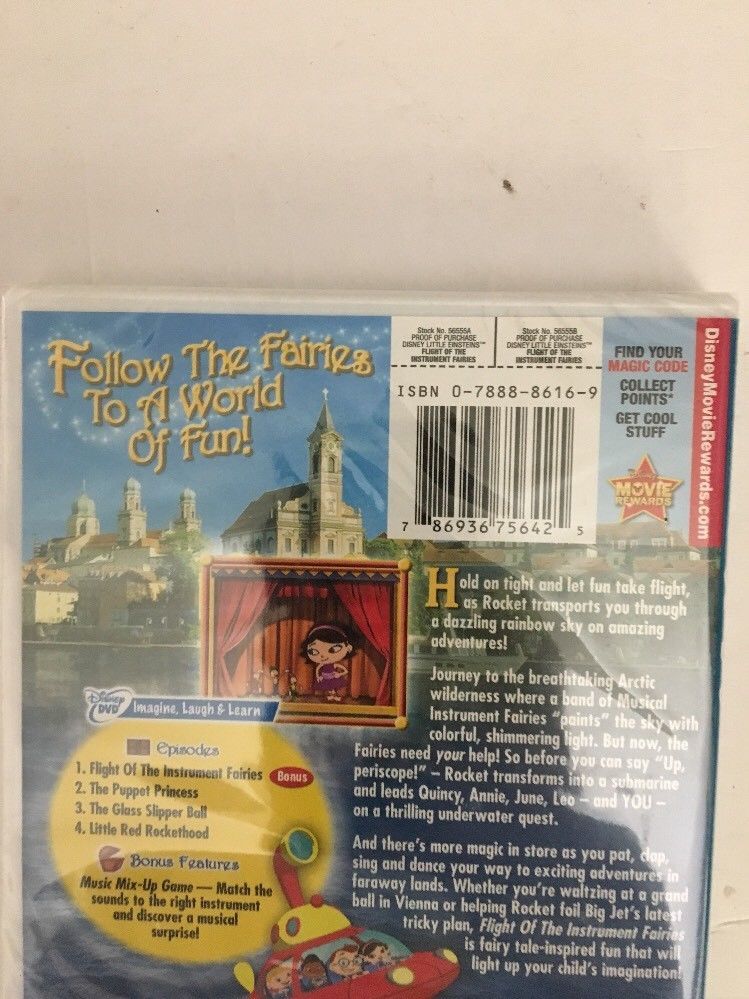 Follow The Fairies
To A World
Of Fun!
Stock No. 56555A
PROOF OF PURCHASE
DISNEY LITTLE EINSTEINS™
FLIGHT OF THE
INSTRUMENT FAIRIES
Stock No. 56555B
PROOF OF PURCHASE
DISNEY LITTLE EINSTEINS™
FLIGHT OF THE
INSTRUMENT FAIRIES
ISBN 0-7888-8616-9
7 86936 75642 5
FIND YOUR
MAGIC CODE
COLLECT
POINTS*
GET COOL
STUFF
Disney
MOVIE
REWARDS
DisneyMovieRewards.com
Hold on tight and let fun take flight,
as Rocket transports you through
a dazzling rainbow sky on amazing
adventures!
Journey to the breathtaking Arctic
wilderness where a band of Musical
Instrument Fairies "paints" the sky with
colorful, shimmering light. But now, the
Fairies need your help! So before you can say "Up,
periscope!" – Rocket transforms into a submarine
and leads Quincy, Annie, June, Leo – and YOU –
on a thrilling underwater quest.
And there's more magic in store as you pat, clap,
sing and dance your way to exciting adventures in
faraway lands. Whether you're waltzing at a grand
ball in Vienna or helping Rocket foil Big Jet's latest
tricky plan, Flight Of The Instrument Fairies
is fairy tale-inspired fun that will
light up your child's imagination!
Disney
DVD
Imagine, Laugh & Learn
Episodes
1. Flight Of The Instrument Fairies Bonus
2. The Puppet Princess
3. The Glass Slipper Ball
4. Little Red Rockethood
Bonus Features
Music Mix-Up Game — Match the
sounds to the right instrument
and discover a musical
surprise!